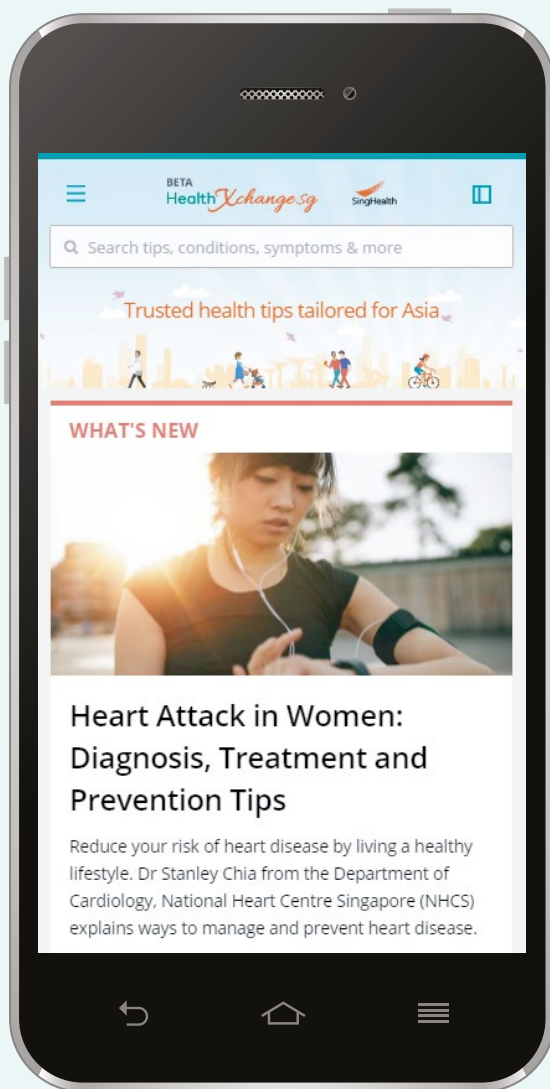 BETA
HealthXchange.sg
SingHealth
Search tips, conditions, symptoms & more
Trusted health tips tailored for Asia
WHAT'S NEW
Heart Attack in Women:
Diagnosis, Treatment and
Prevention Tips
Reduce your risk of heart disease by living a healthy
lifestyle. Dr Stanley Chia from the Department of
Cardiology, National Heart Centre Singapore (NHCS)
explains ways to manage and prevent heart disease.